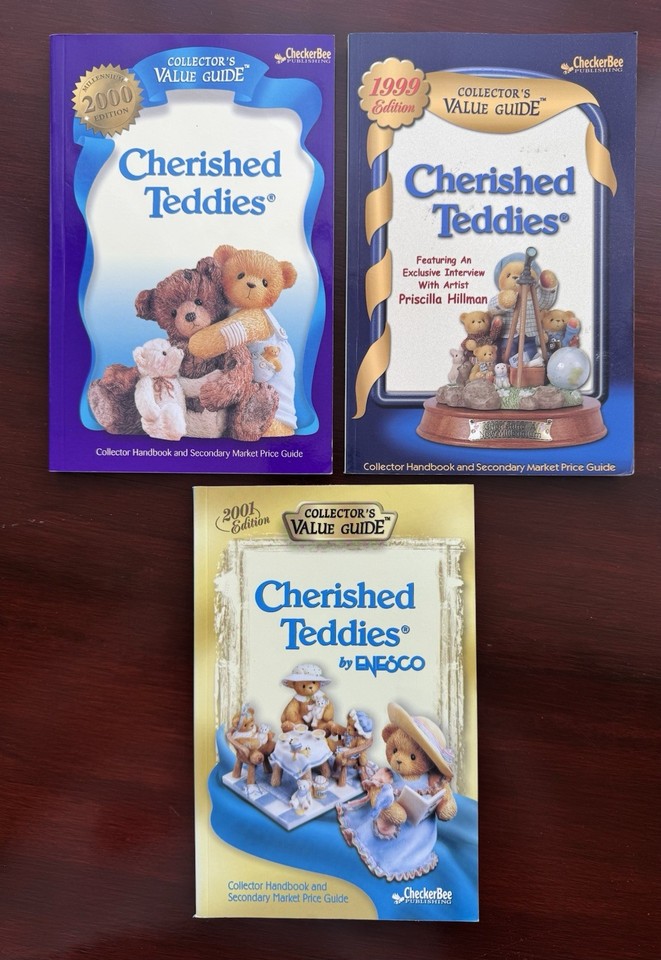 COLLECTOR'S
VALUE GUIDE™
CheckerBee
PUBLISHING
MILLENNIUM
2000
EDITION
Cherished
Teddies®
Collector Handbook and Secondary Market Price Guide
CheckerBee
PUBLISHING
1999
Edition
COLLECTOR'S
VALUE GUIDE™
Cherished
Teddies®
Featuring An
Exclusive Interview
With Artist
Priscilla Hillman
Collector Handbook and Secondary Market Price Guide
2001
Edition
COLLECTOR'S
VALUE GUIDE™
Cherished
Teddies®
by ENESCO
Collector Handbook and
Secondary Market Price Guide
CheckerBee
PUBLISHING